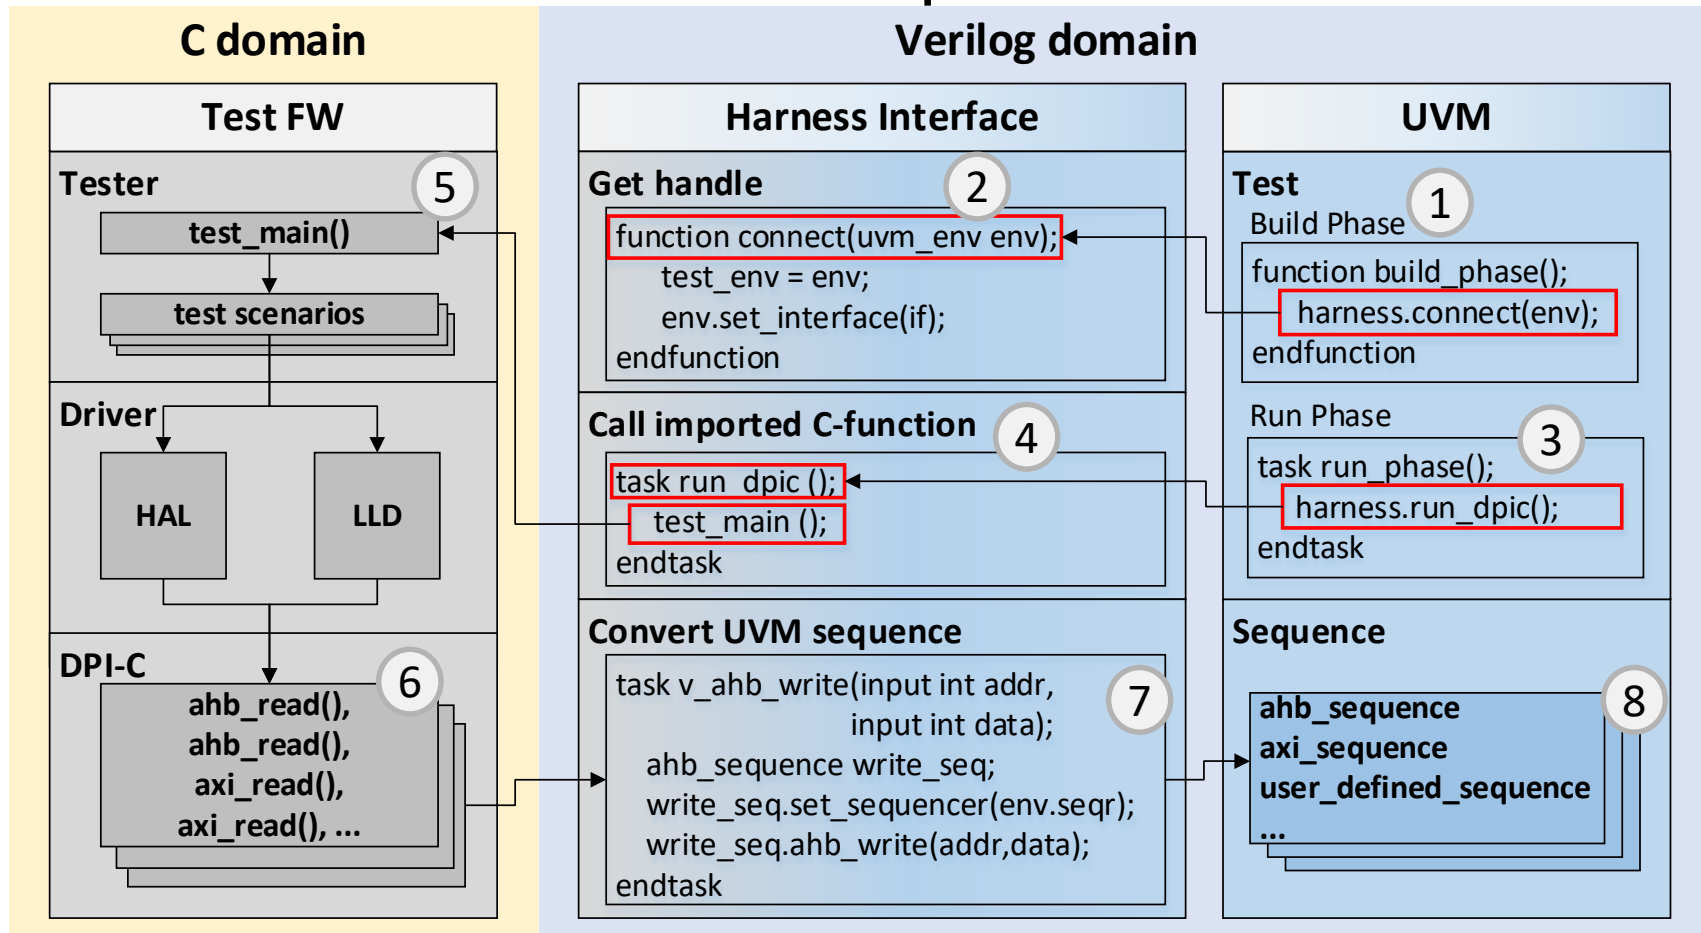 C domain
Test FW
Tester
5
test_main()
test scenarios
Driver
HAL
LLD
DPI-C
6
ahb_read(),
ahb_read(),
axi_read(),
axi_read(), ...
Verilog domain
Harness Interface
Get handle
2
function connect(uvm_env env);
test_env = env;
env.set_interface(if);
endfunction
Call imported C-function
4
task run_dpic ();
test_main ();
endtask
Convert UVM sequence
7
task v_ahb_write(input int addr,
input int data);
ahb_sequence write_seq;
write_seq.set_sequencer(env.seqr);
write_seq.ahb_write(addr,data);
endtask
UVM
Test
1
Build Phase
function build_phase();
harness.connect(env);
endfunction
Run Phase
3
task run_phase();
harness.run_dpic();
endtask
Sequence
8
ahb_sequence
axi_sequence
user_defined_sequence
...